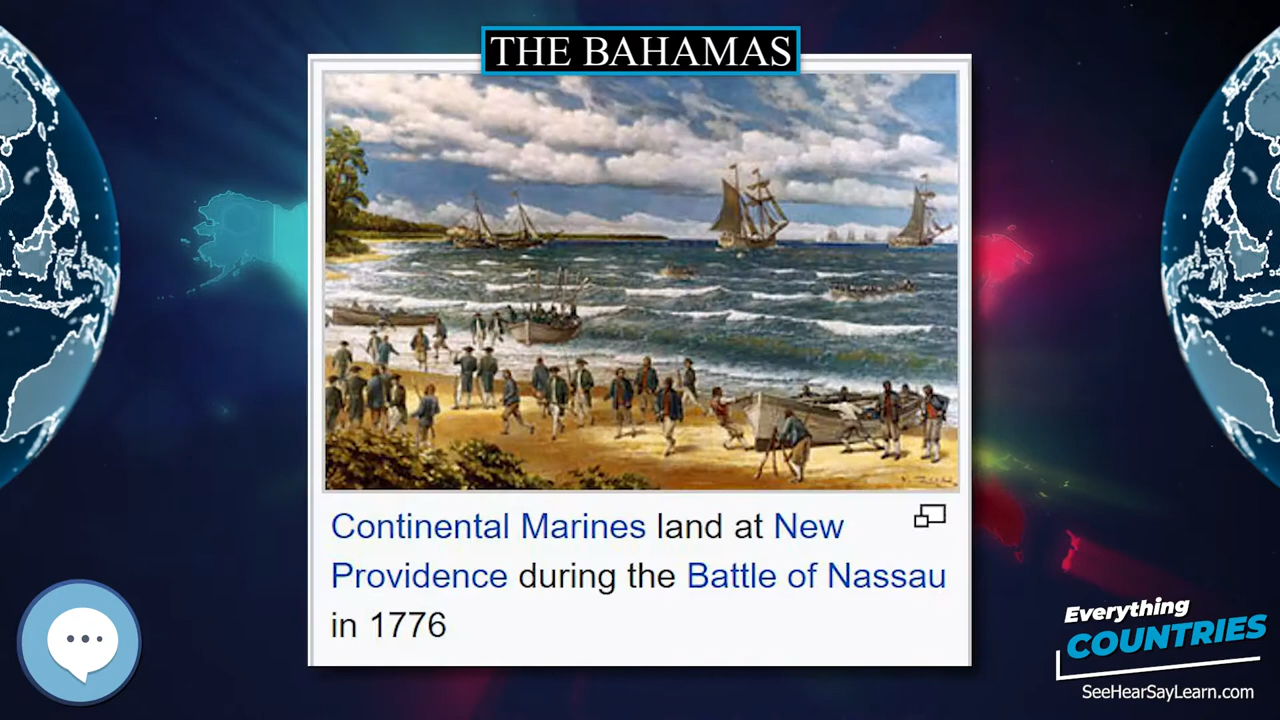 THE BAHAMAS
Continental Marines land at New
Providence during the Battle of Nassau
in 1776
Everything
COUNTRIES
SeeHearSayLearn.com